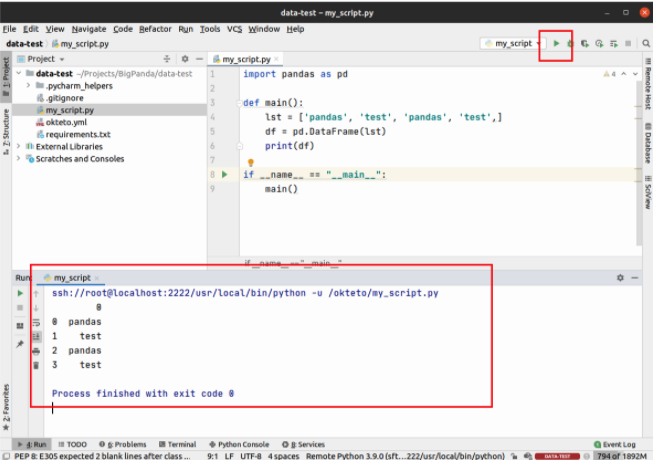 data-test – my_script.py
File Edit View Navigate Code Refactor Run Tools VCS Window Help
data-test my_script.py
my_script
Project
my_script.py
1: Project
data-test ~/Projects/BigPanda/data-test
.pycharm_helpers
.gitignore
my_script.py
okteto.yml
requirements.txt
External Libraries
Scratches and Consoles
7: Structure
1 import pandas as pd
2
3 def main():
4 lst = ['pandas', 'test', 'pandas', 'test',]
5 df = pd.DataFrame(lst)
6 print(df)
7
8 if __name__ == "__main__":
9 main()
4
if __name__ == "__main__"
Remote Host
Database
SciView
Run: my_script
ssh://root@localhost:2222/usr/local/bin/python -u /okteto/my_script.py
0
0 pandas
1 test
2 pandas
3 test
Process finished with exit code 0
2: Favorites
4: Run TODO 6: Problems Terminal Python Console 8: Services Event Log
PEP 8: E305 expected 2 blank lines after class ... 9:1 LF UTF-8 4 spaces Remote Python 3.9.0 (sft...222/usr/local/bin/python) DATA-TEST 794 of 1892M